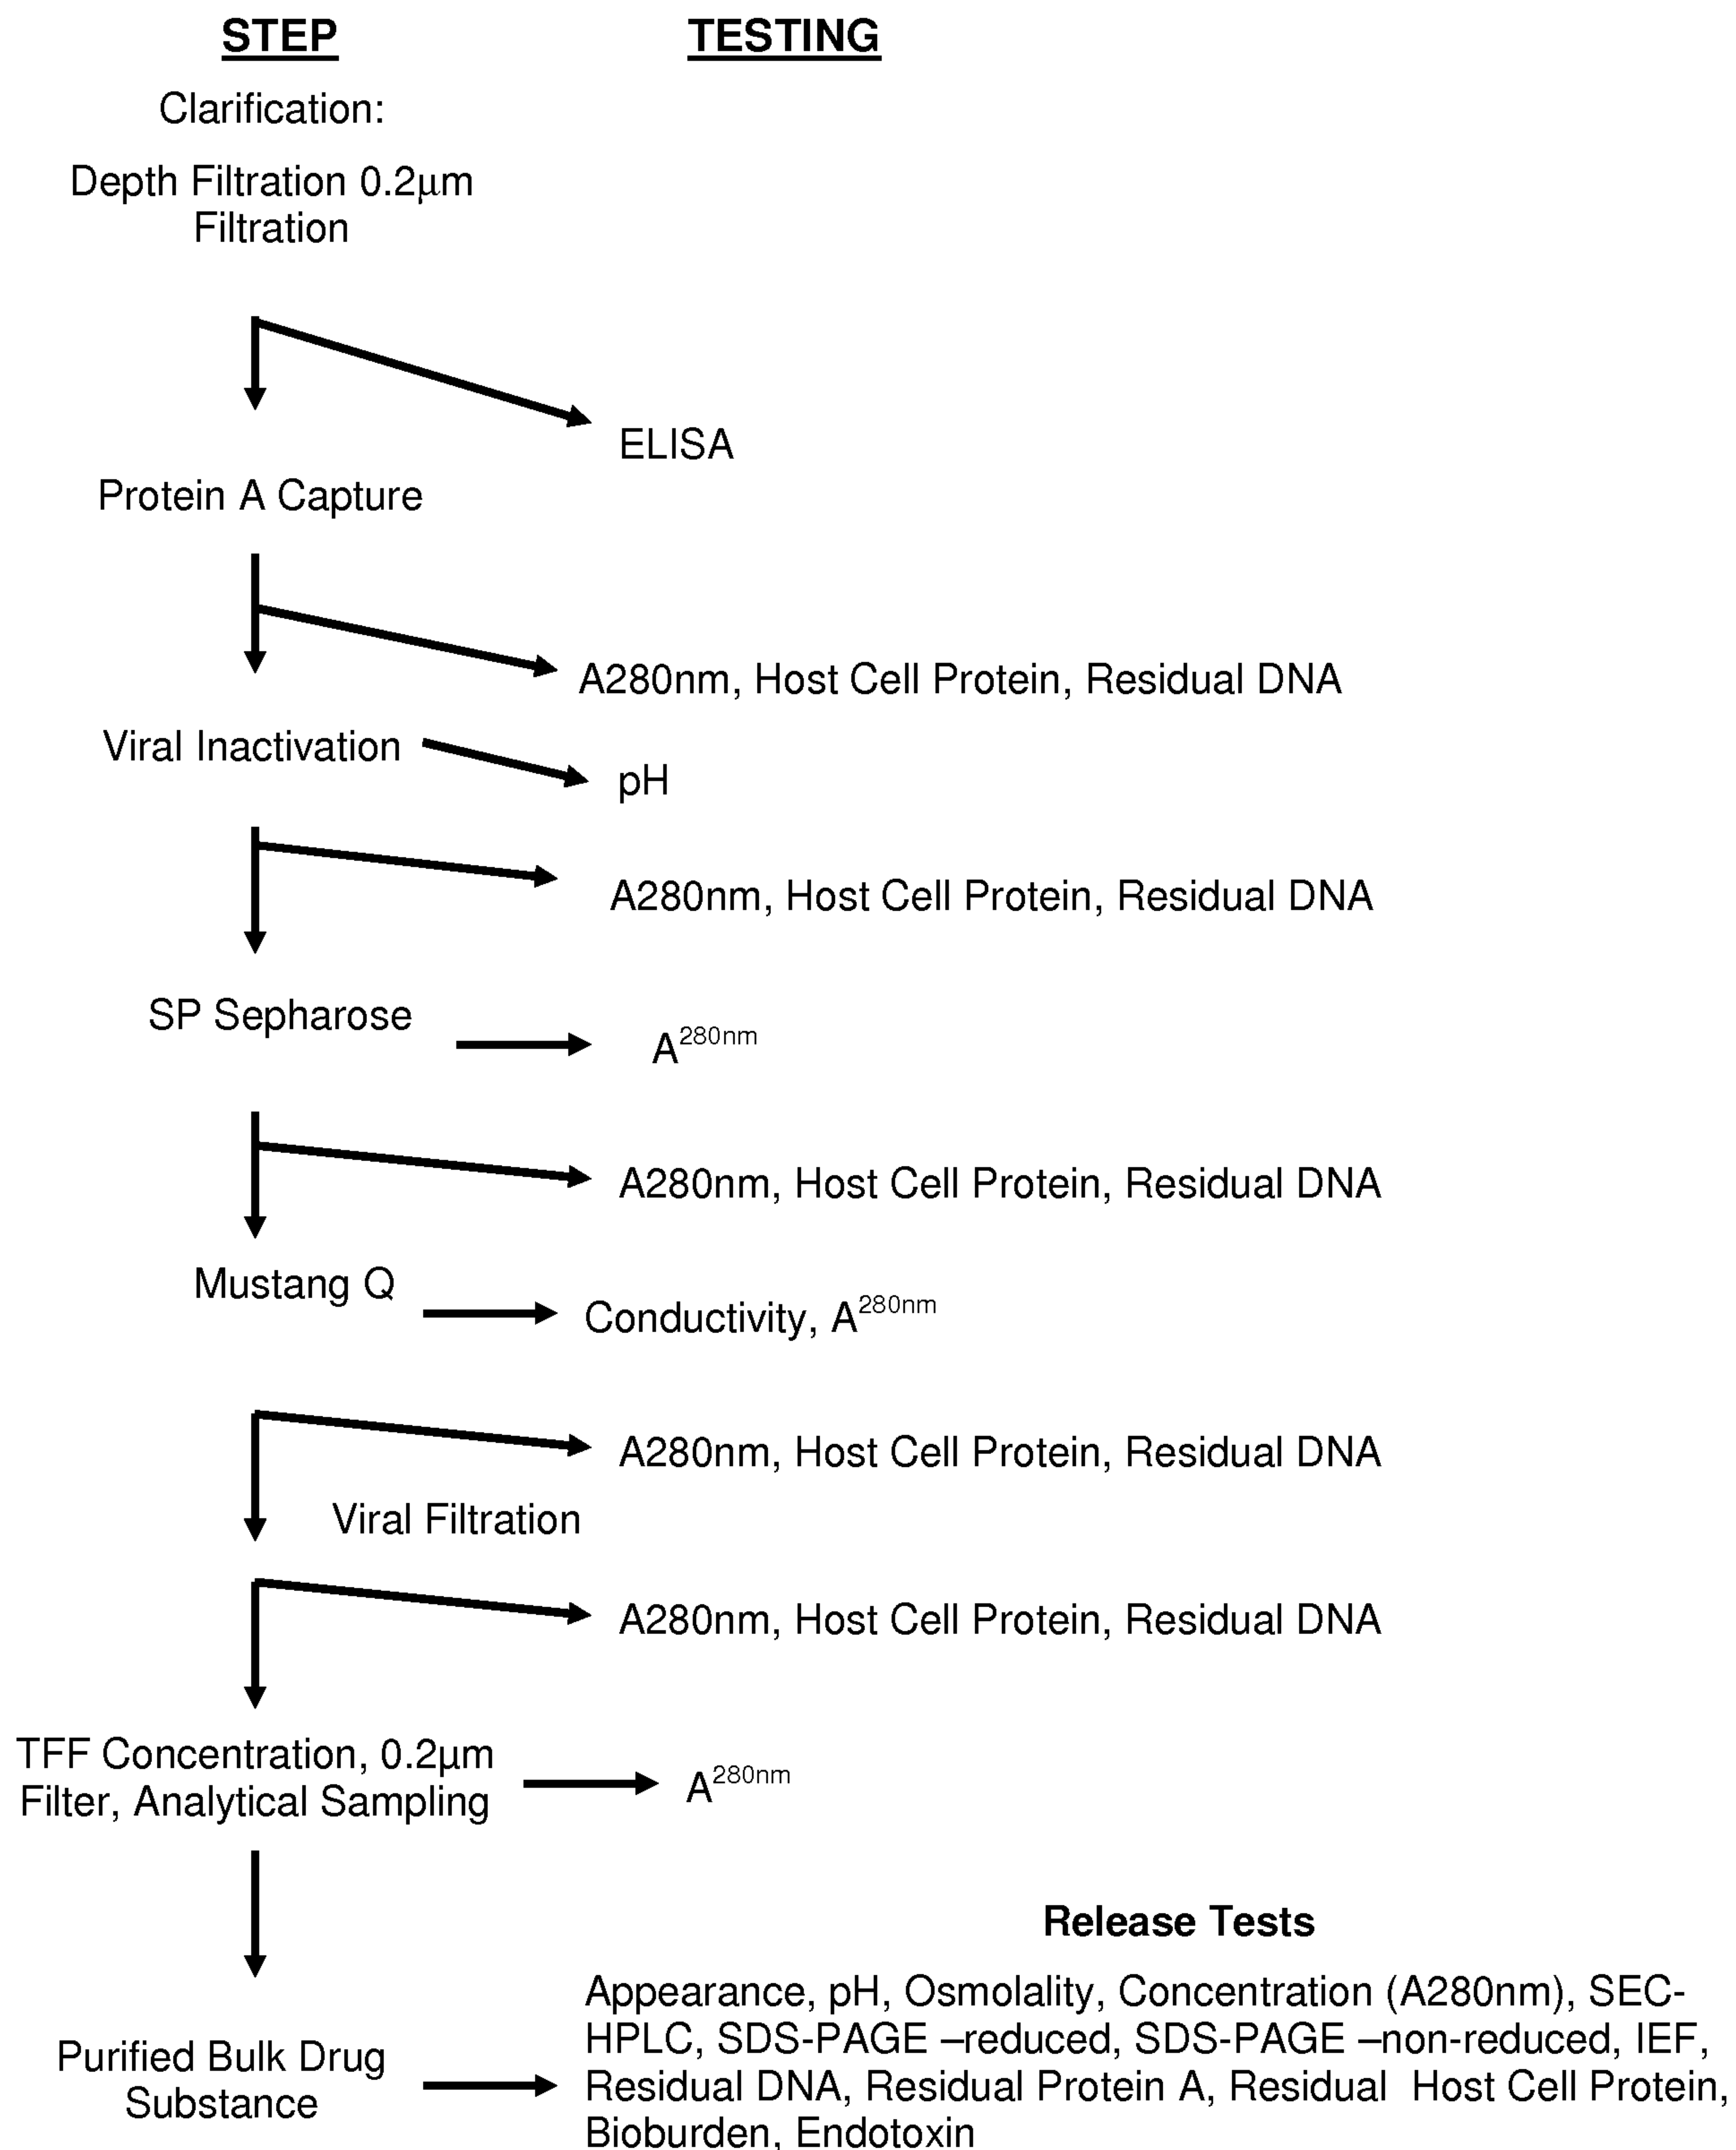 STEP
TESTING
Clarification:
Depth Filtration 0.2μm
Filtration
ELISA
Protein A Capture
A280nm, Host Cell Protein, Residual DNA
Viral Inactivation
pH
A280nm, Host Cell Protein, Residual DNA
SP Sepharose
A280nm
A280nm, Host Cell Protein, Residual DNA
Mustang Q
Conductivity, A280nm
A280nm, Host Cell Protein, Residual DNA
Viral Filtration
A280nm, Host Cell Protein, Residual DNA
TFF Concentration, 0.2μm
Filter, Analytical Sampling
A280nm
Release Tests
Appearance, pH, Osmolality, Concentration (A280nm), SEC-
HPLC, SDS-PAGE –reduced, SDS-PAGE –non-reduced, IEF,
Residual DNA, Residual Protein A, Residual Host Cell Protein,
Bioburden, Endotoxin
Purified Bulk Drug
Substance